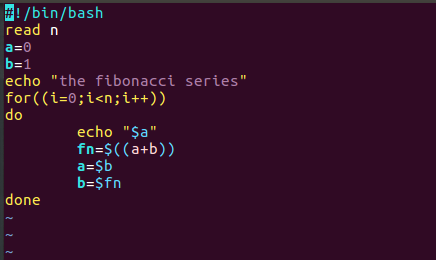 #!/bin/bash
read n
a=0
b=1
echo "the fibonacci series"
for((i=0;i<n;i++))
do
        echo "$a"
        fn=$((a+b))
        a=$b
        b=$fn
done
~
~
~